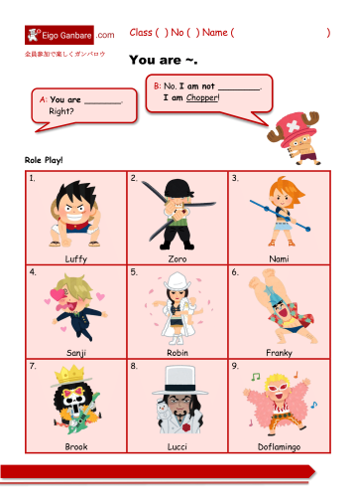 Eigo Ganbare .com
Class ( ) No ( ) Name ( )
全員参加で楽しくガンバロウ
You are ~.
A: You are ________.
Right?
B: No. I am not ________.
I am Chopper!
Role Play!
1. 2. 3.
Luffy Zoro Nami
4. 5. 6.
Sanji Robin Franky
7. 8. 9.
Brook Lucci Doflamingo